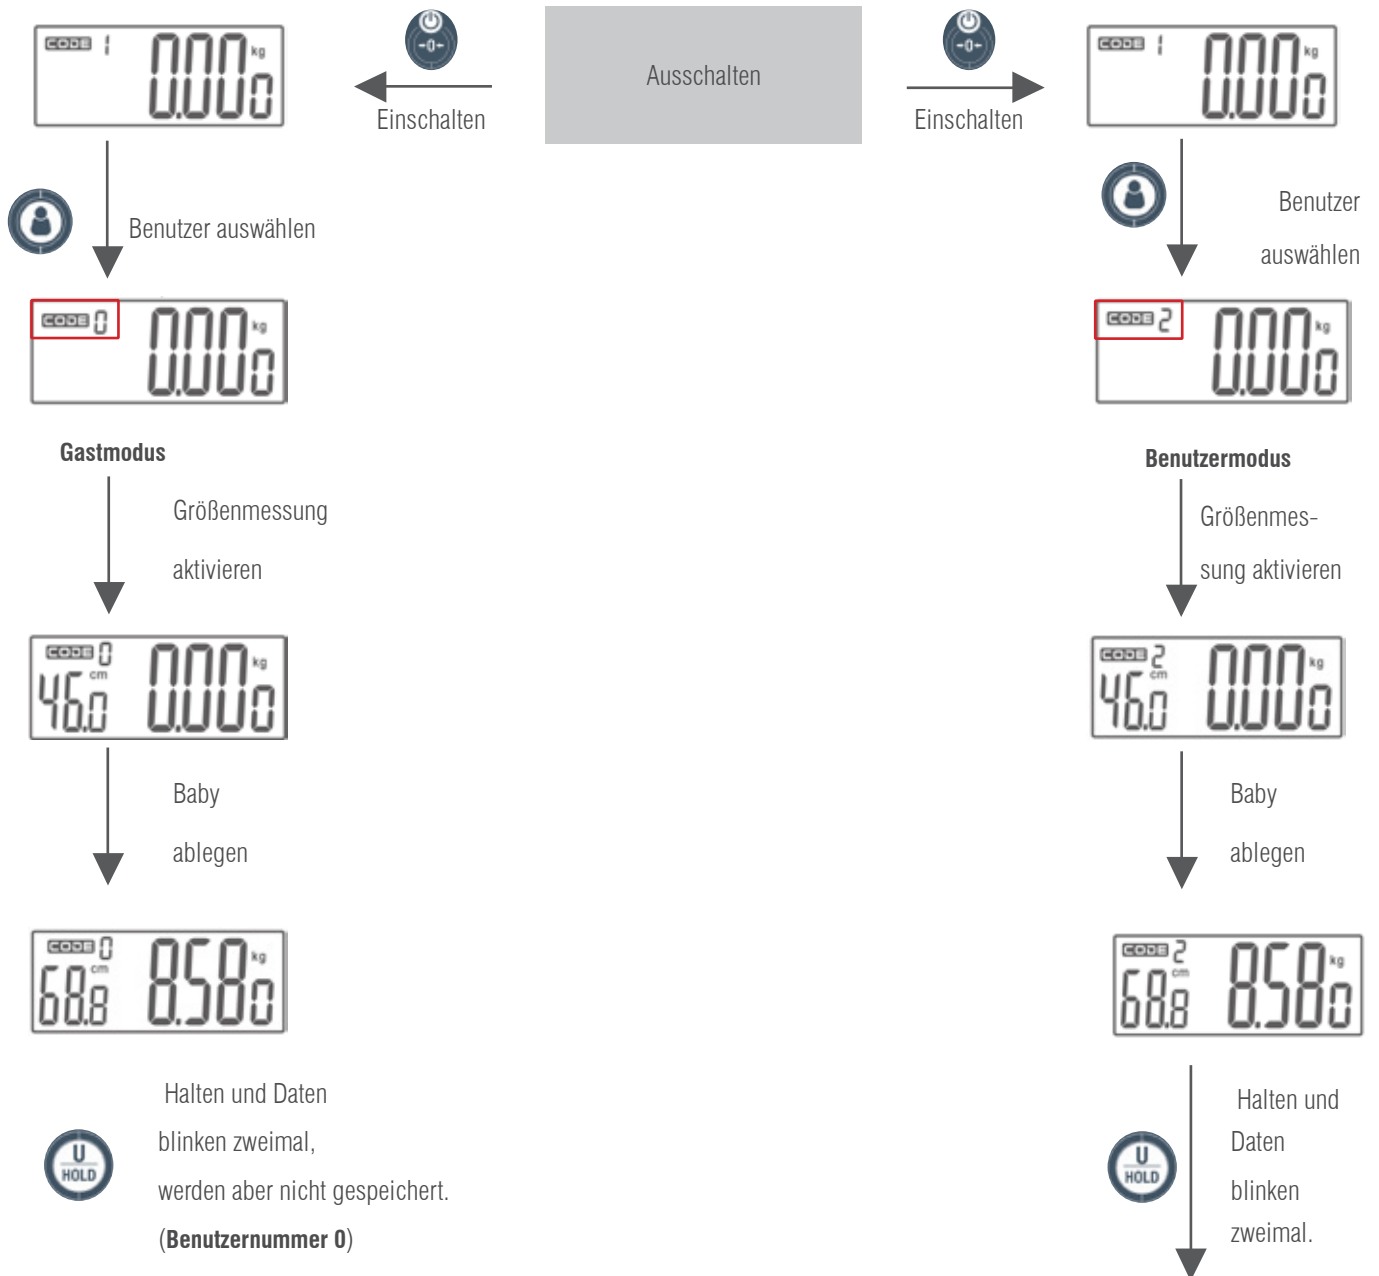 CODE 1 0.000 kg
-0-
Einschalten
Ausschalten
-0-
Einschalten
CODE 1 0.000 kg
Benutzer auswählen
CODE 0 0.000 kg
Gastmodus
Größenmessung
aktivieren
CODE 0 0.000 kg
46.0 cm
Baby
ablegen
CODE 0 8.580 kg
68.8 cm
U
HOLD
Halten und Daten
blinken zweimal,
werden aber nicht gespeichert.
(Benutzernummer 0)
Benutzer
auswählen
CODE 2 0.000 kg
Benutzermodus
Größenmes-
sung aktivieren
CODE 2 0.000 kg
46.0 cm
Baby
ablegen
CODE 2 8.580 kg
68.8 cm
U
HOLD
Halten und
Daten
blinken
zweimal.